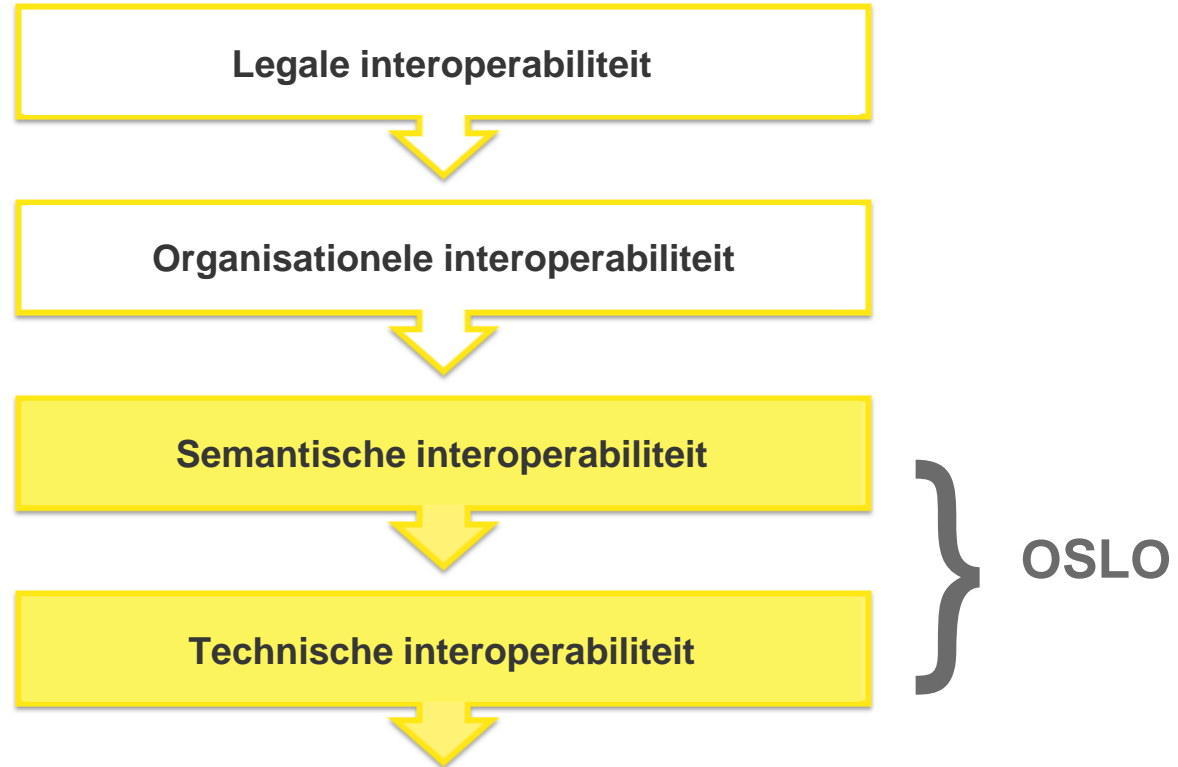 Legale interoperabiliteit
Organisationele interoperabiliteit
Semantische interoperabiliteit
Technische interoperabiliteit
} OSLO